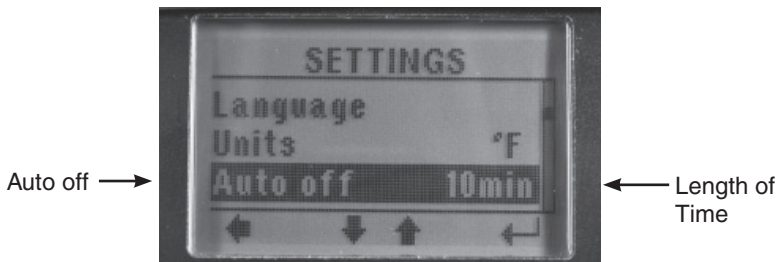 SETTINGS
Language
Units °F
Auto off 10min
Auto off
Length of
Time